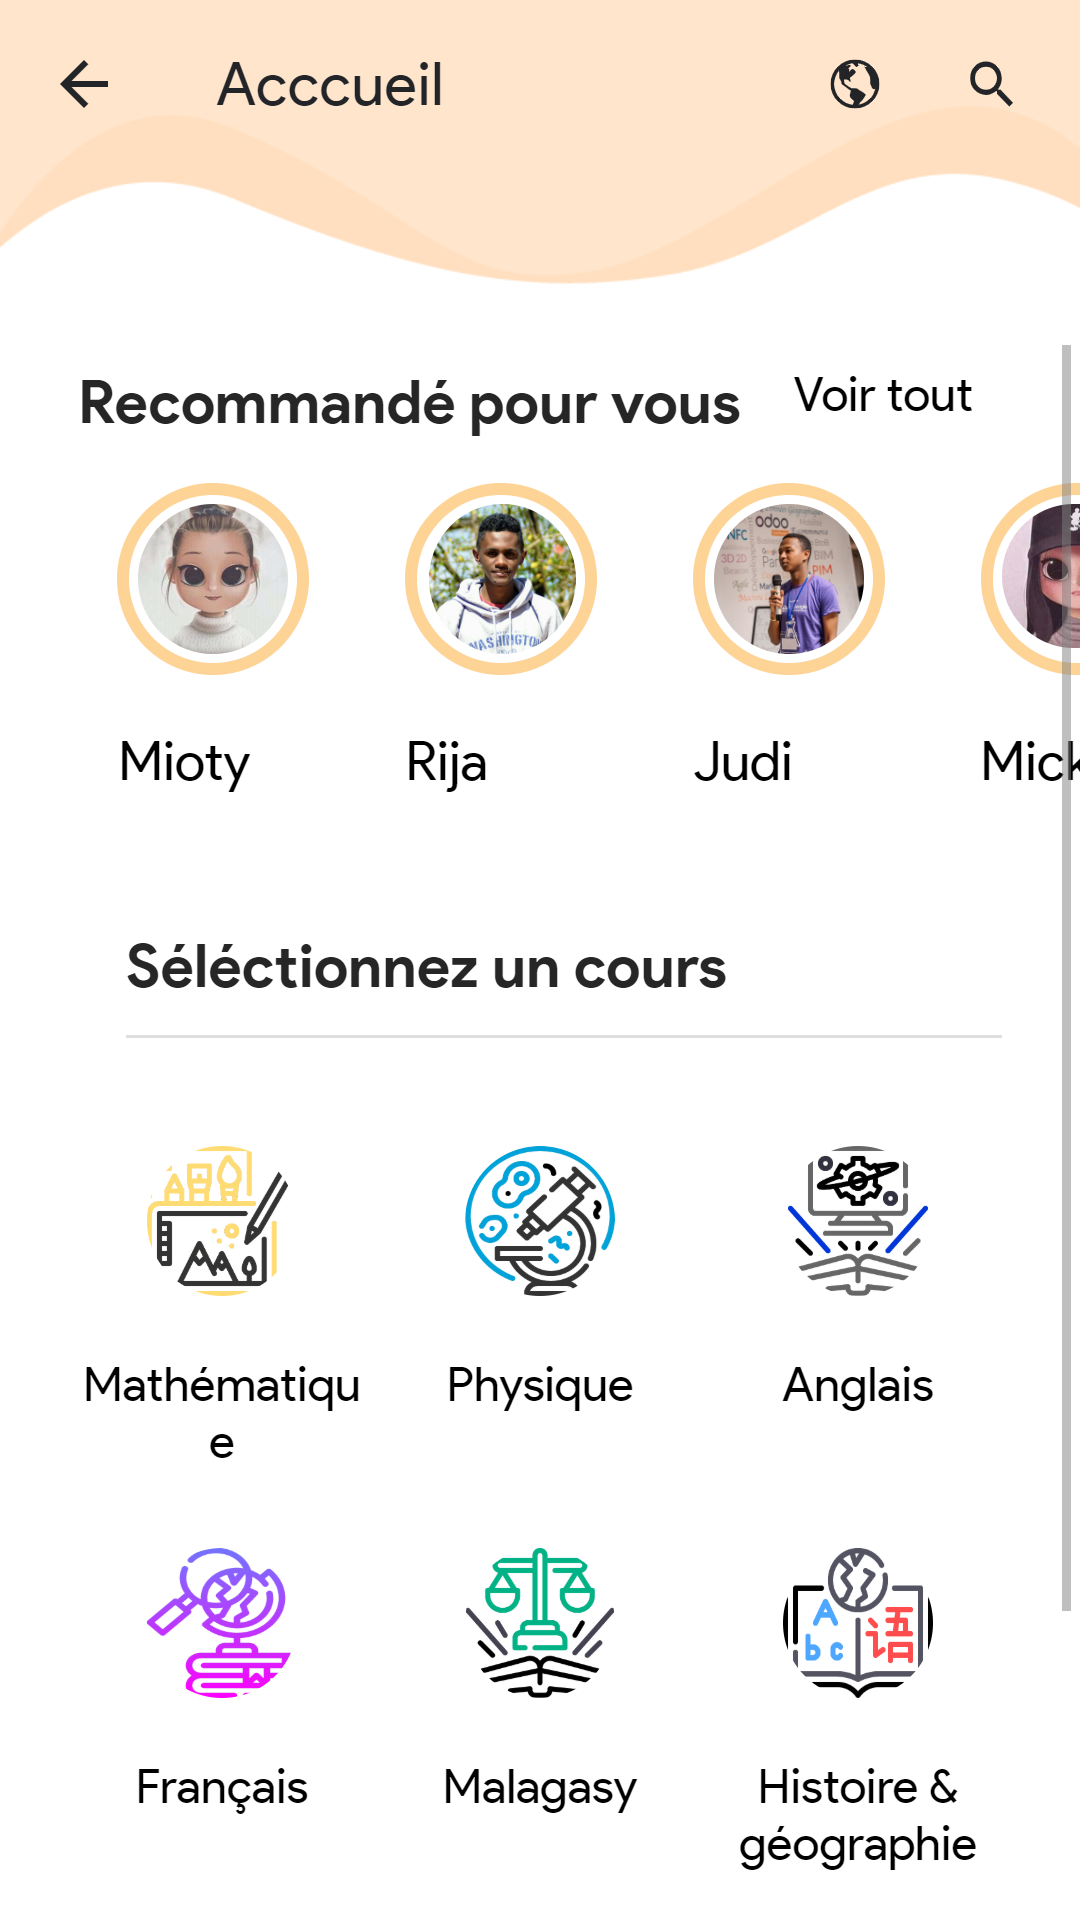 Acccueil
Recommandé pour vous
Voir tout
Mioty
Rija
Judi
Mick
Séléctionnez un cours
Mathématiqu
e
Physique
Anglais
Français
Malagasy
Histoire &
géographie